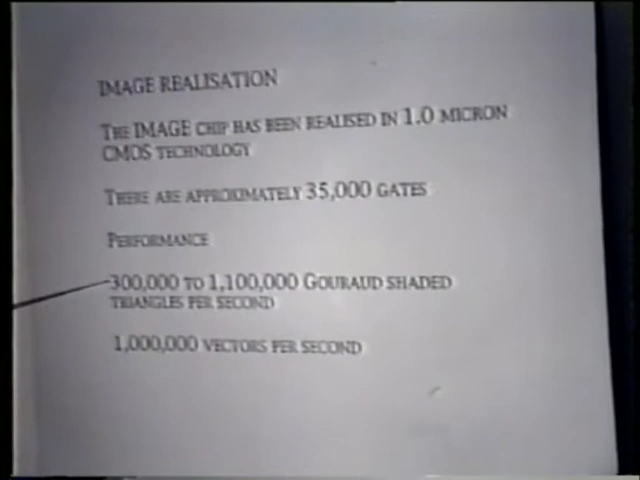 IMAGE REALISATION
THE IMAGE CHIP HAS BEEN REALISED IN 1.0 MICRON
CMOS TECHNOLOGY
THERE ARE APPROXIMATELY 35,000 GATES
PERFORMANCE
300,000 TO 1,100,000 GOURAUD SHADED
TRIANGLES PER SECOND
1,000,000 VECTORS PER SECOND